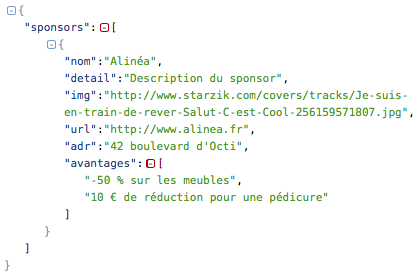 {
"sponsors":[
{
"nom":"Alinéa",
"detail":"Description du sponsor",
"img":"http://www.starzik.com/covers/tracks/Je-suis-
en-train-de-rever-Salut-C-est-Cool-256159571807.jpg",
"url":"http://www.alinea.fr",
"adr":"42 boulevard d'Octi",
"avantages":[
"-50 % sur les meubles",
"10 € de réduction pour une pédicure"
]
}
]
}